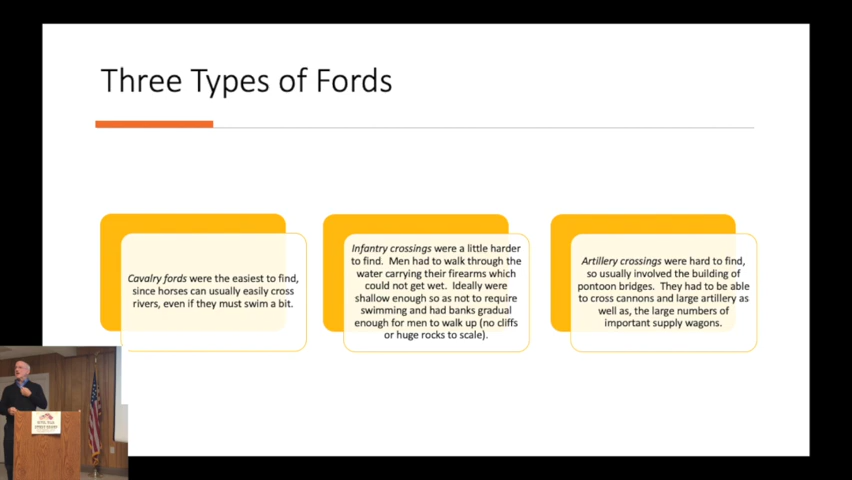 Three Types of Fords
Cavalry fords were the easiest to find,
since horses can usually easily cross
rivers, even if they must swim a bit.
Infantry crossings were a little harder
to find. Men had to walk through the
water carrying their firearms which
could not get wet. Ideally were
shallow enough so as not to require
swimming and had banks gradual
enough for men to walk up (no cliffs
or huge rocks to scale).
Artillery crossings were hard to find,
so usually involved the building of
pontoon bridges. They had to be able
to cross cannons and large artillery as
well as, the large numbers of
important supply wagons.